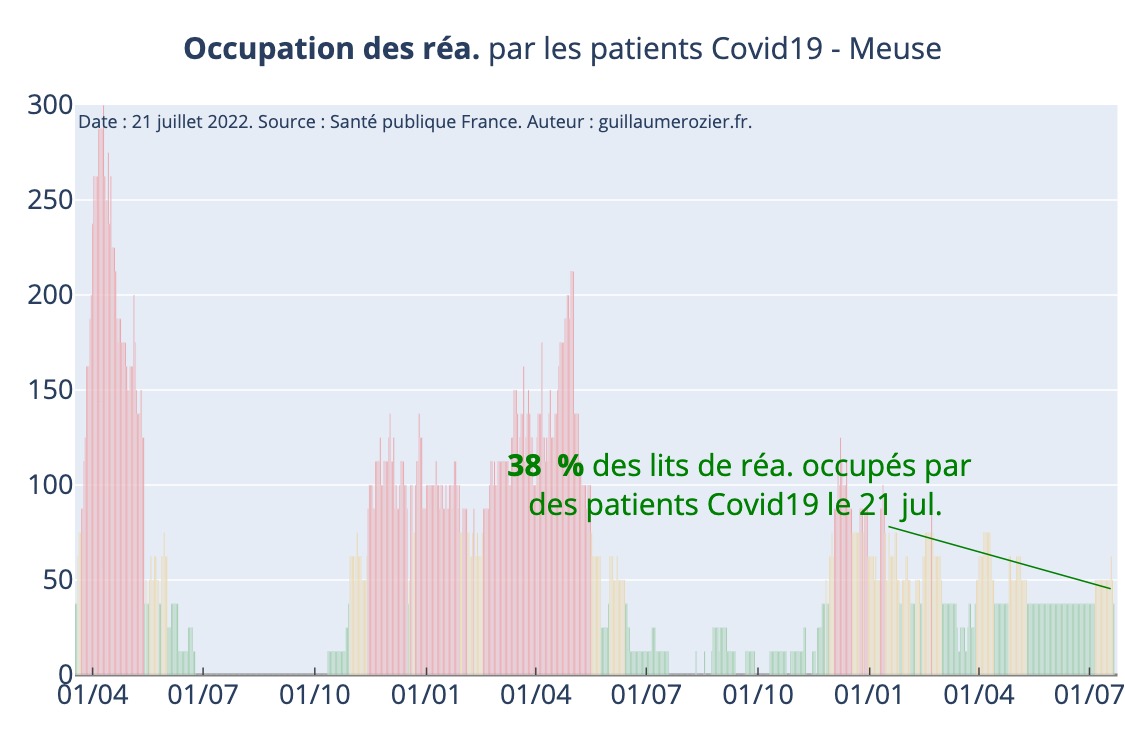 Occupation des réa. par les patients Covid19 - Meuse
300
Date : 21 juillet 2022. Source : Santé publique France. Auteur : guillaumerozier.fr.
250
200
150
100
50
0
38  % des lits de réa. occupés par
des patients Covid19 le 21 jul.
01/04 01/07 01/10 01/01 01/04 01/07 01/10 01/01 01/04 01/07